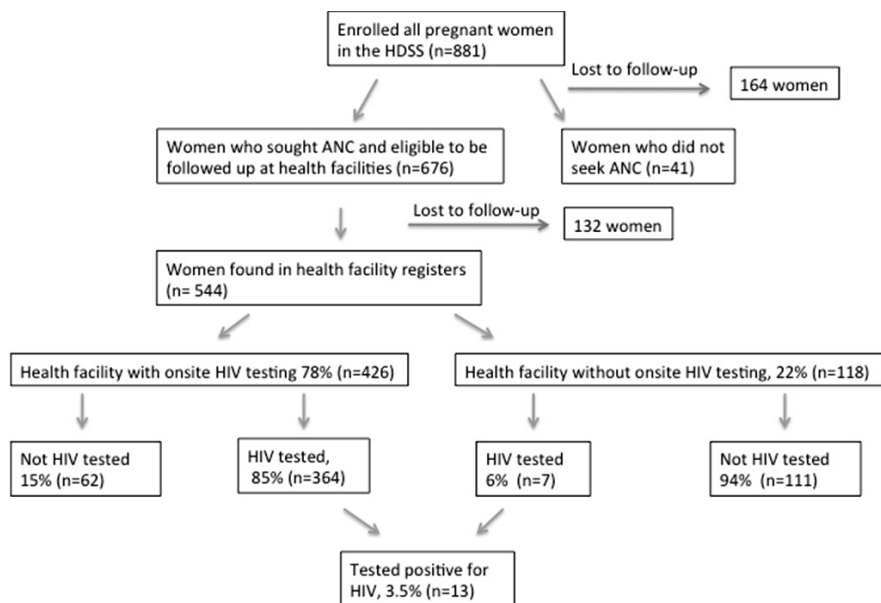 Enrolled all pregnant women
in the HDSS (n=881)
Lost to follow-up
164 women
Women who sought ANC and eligible to be
followed up at health facilities (n=676)
Women who did not
seek ANC (n=41)
Lost to follow-up
132 women
Women found in health facility registers
(n= 544)
Health facility with onsite HIV testing 78% (n=426)
Health facility without onsite HIV testing, 22% (n=118)
Not HIV tested
15% (n=62)
HIV tested,
85% (n=364)
HIV tested
6% (n=7)
Not HIV tested
94% (n=111)
Tested positive for
HIV, 3.5% (n=13)